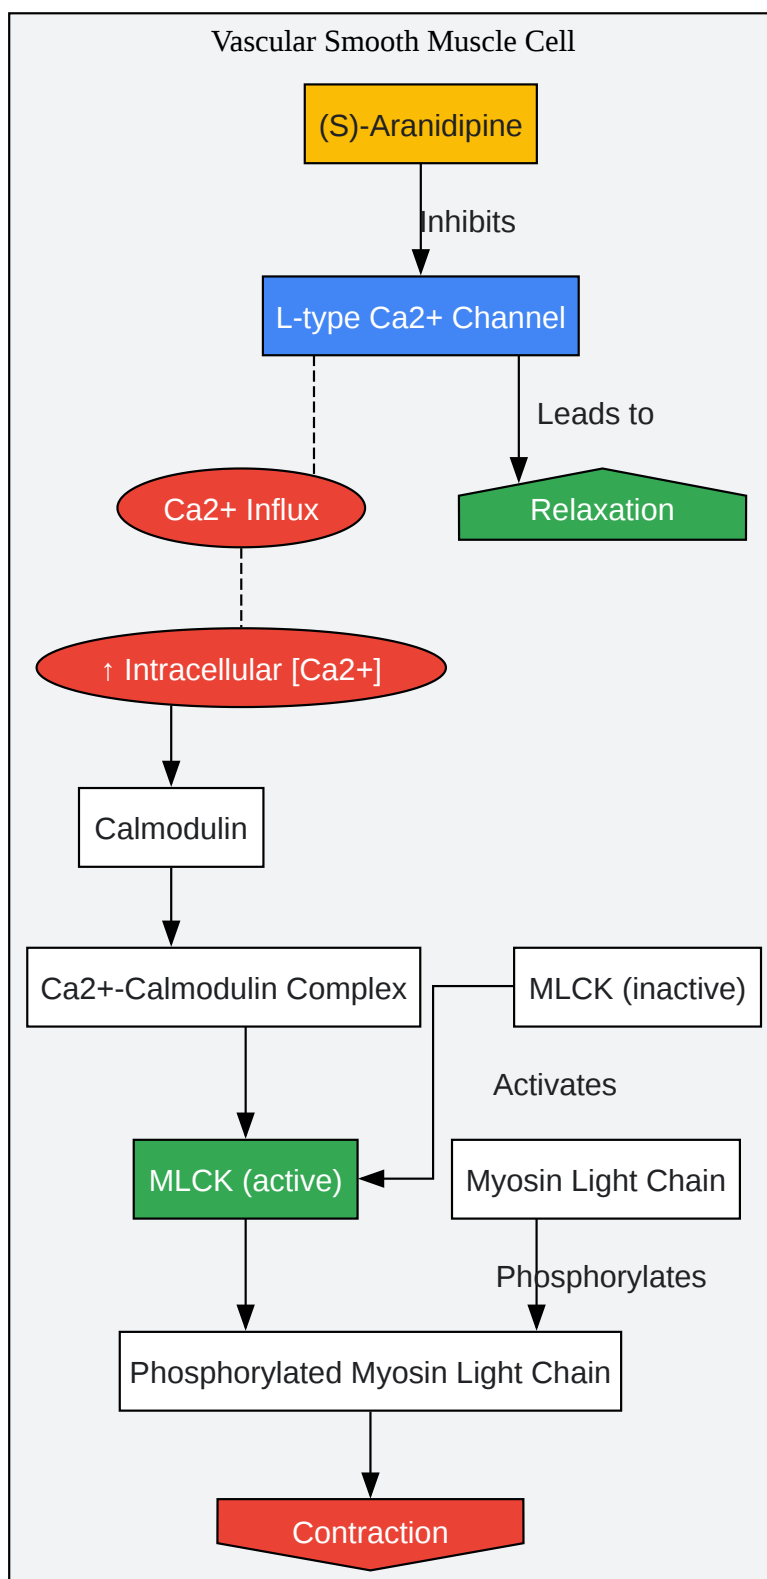 Vascular Smooth Muscle Cell
(S)-Aranidipine
Inhibits
L-type Ca2+ Channel
Leads to
Ca2+ Influx
Relaxation
↑ Intracellular [Ca2+]
Calmodulin
Ca2+-Calmodulin Complex
MLCK (inactive)
Activates
MLCK (active)
Myosin Light Chain
Phosphorylates
Phosphorylated Myosin Light Chain
Contraction